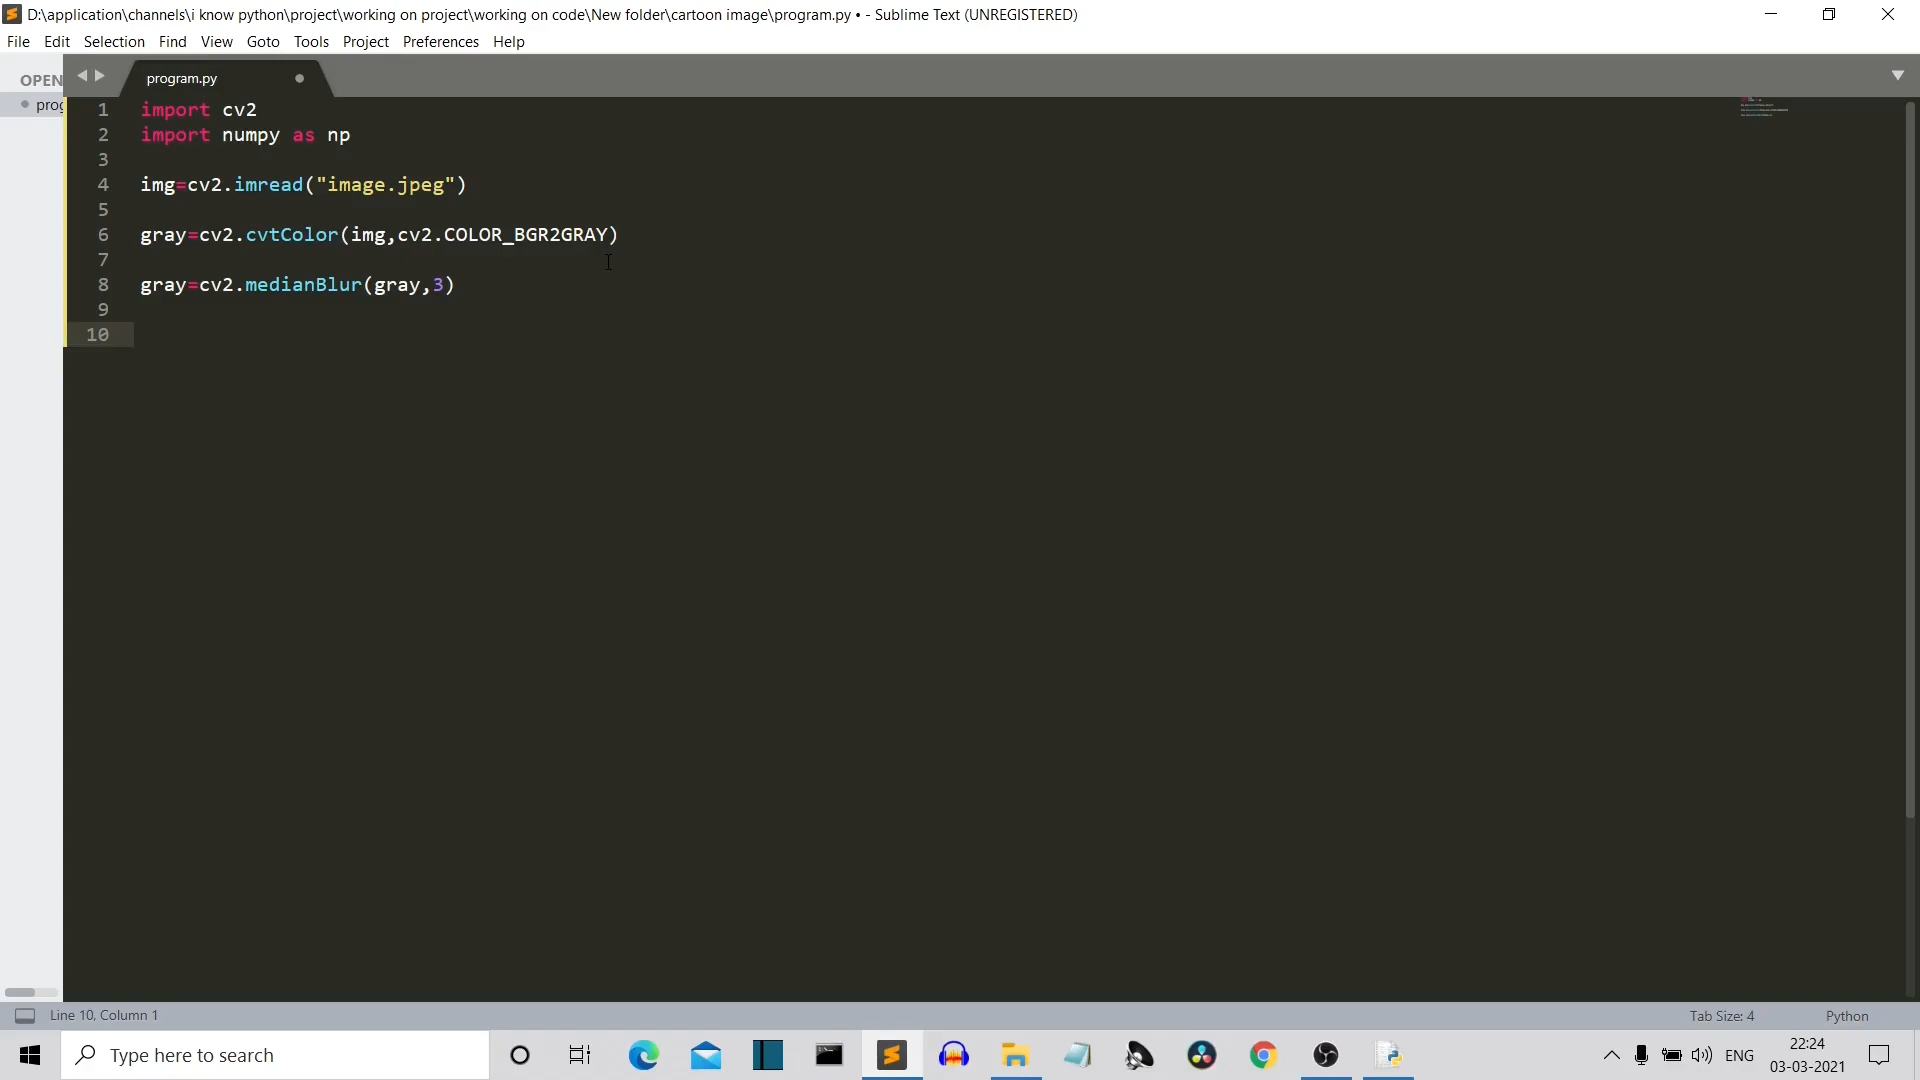 D:\application\channels\i know python\project\working on project\working on code\New folder\cartoon image\program.py • - Sublime Text (UNREGISTERED)
File Edit Selection Find View Goto Tools Project Preferences Help
OPEN
program.py
prog
1 import cv2
2 import numpy as np
3
4 img=cv2.imread("image.jpeg")
5
6 gray=cv2.cvtColor(img,cv2.COLOR_BGR2GRAY)
7
8 gray=cv2.medianBlur(gray,3)
9
10
Line 10, Column 1
Tab Size: 4
Python
Type here to search
ENG
22:24
03-03-2021